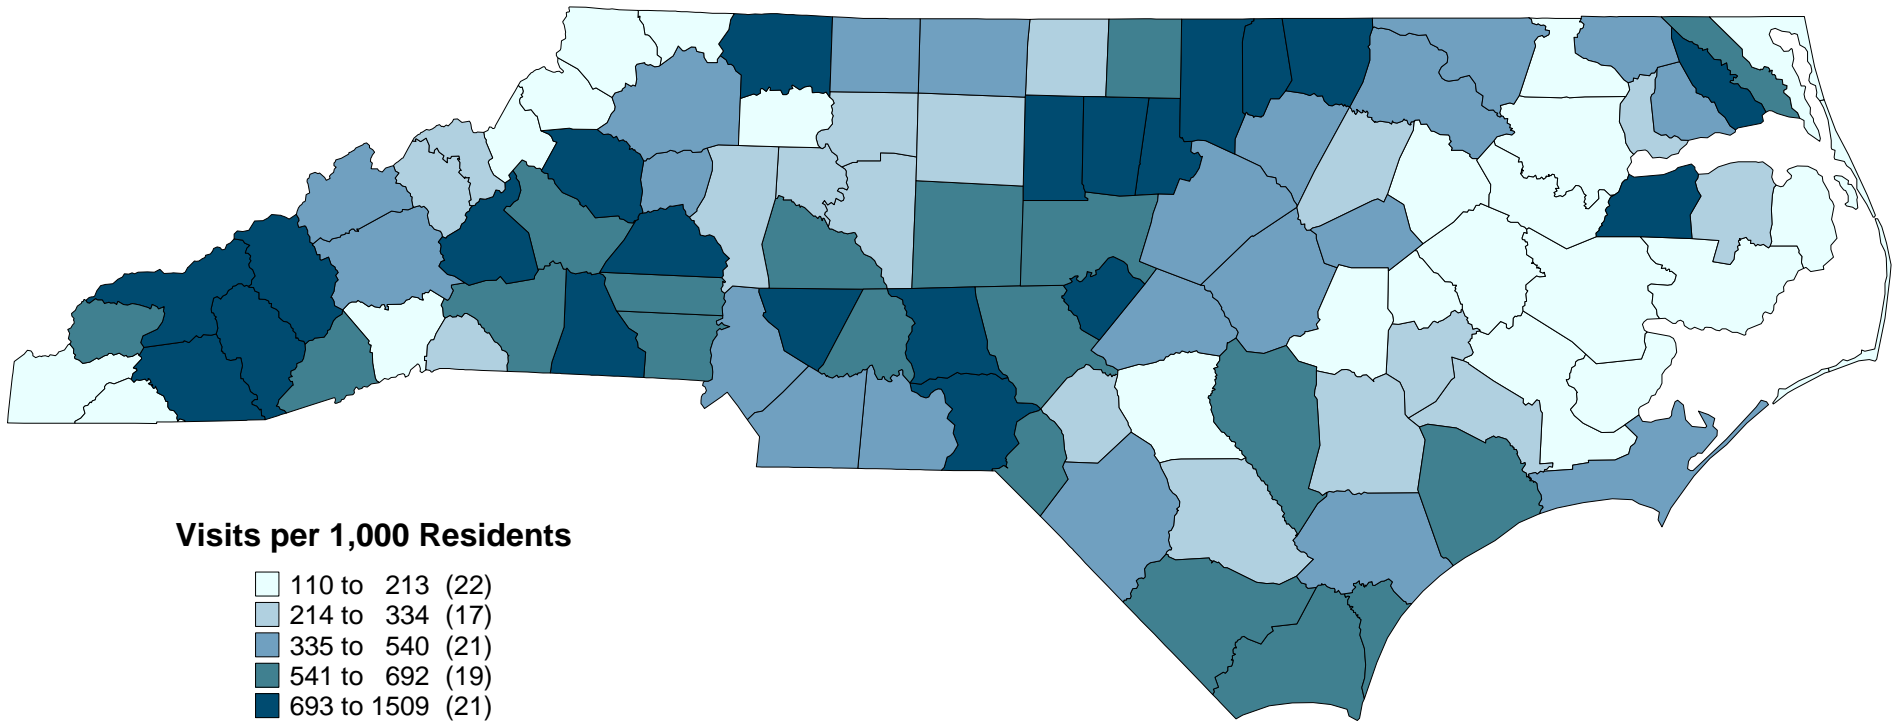 Visits per 1,000 Residents
110 to 213 (22)
214 to 334 (17)
335 to 540 (21)
541 to 692 (19)
693 to 1509 (21)